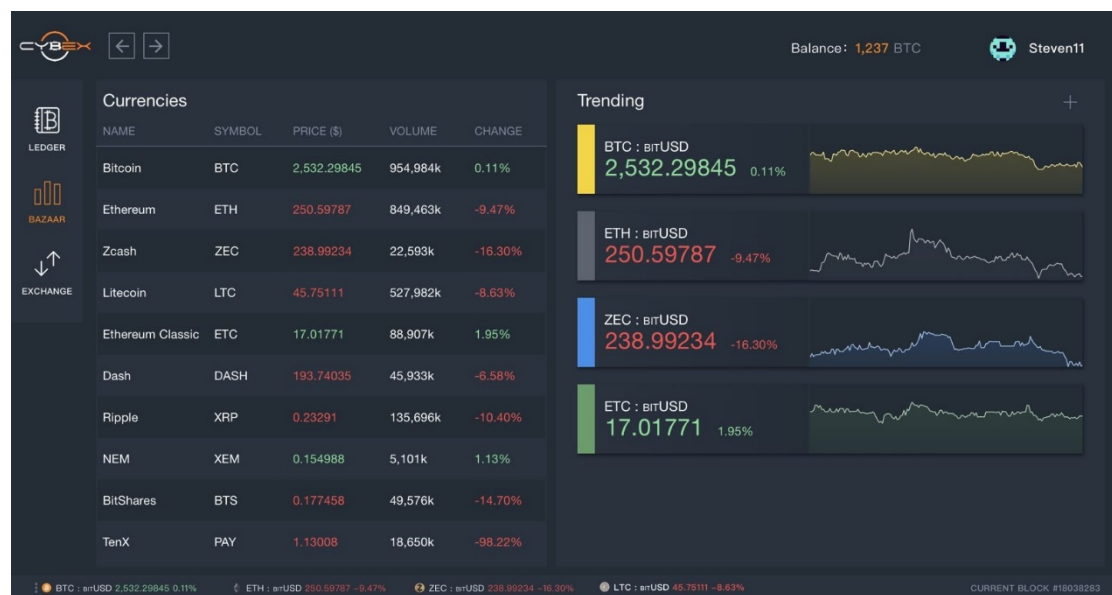 CYBEX
Balance: 1,237 BTC
Steven11
LEDGER
BAZAAR
EXCHANGE
Currencies
NAME SYMBOL PRICE ($) VOLUME CHANGE
Bitcoin BTC 2,532.29845 954,984k 0.11%
Ethereum ETH 250.59787 849,463k -9.47%
Zcash ZEC 238.99234 22,593k -16.30%
Litecoin LTC 45.75111 527,982k -8.63%
Ethereum Classic ETC 17.01771 88,907k 1.95%
Dash DASH 193.74035 45,933k -6.58%
Ripple XRP 0.23291 135,696k -10.40%
NEM XEM 0.154988 5,101k 1.13%
BitShares BTS 0.177458 49,576k -14.70%
TenX PAY 1.13008 18,650k -98.22%
Trending
BTC : BITUSD
2,532.29845 0.11%
ETH : BITUSD
250.59787 -9.47%
ZEC : BITUSD
238.99234 -16.30%
ETC : BITUSD
17.01771 1.95%
BTC : BITUSD 2,532.29845 0.11% ETH : BITUSD 250.59787 -9.47% ZEC : BITUSD 238.99234 -16.30% LTC : BITUSD 45.75111 -8.63% CURRENT BLOCK #18038283